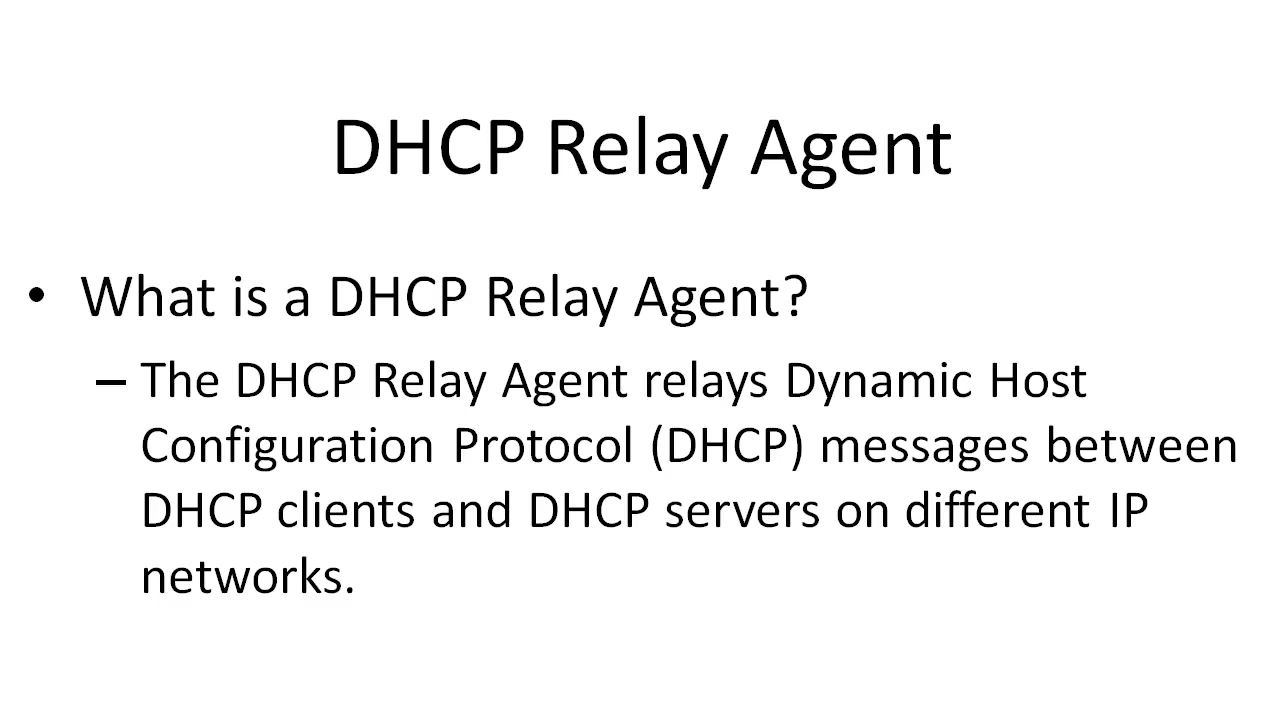 DHCP Relay Agent
• What is a DHCP Relay Agent?
– The DHCP Relay Agent relays Dynamic Host
Configuration Protocol (DHCP) messages between
DHCP clients and DHCP servers on different IP
networks.